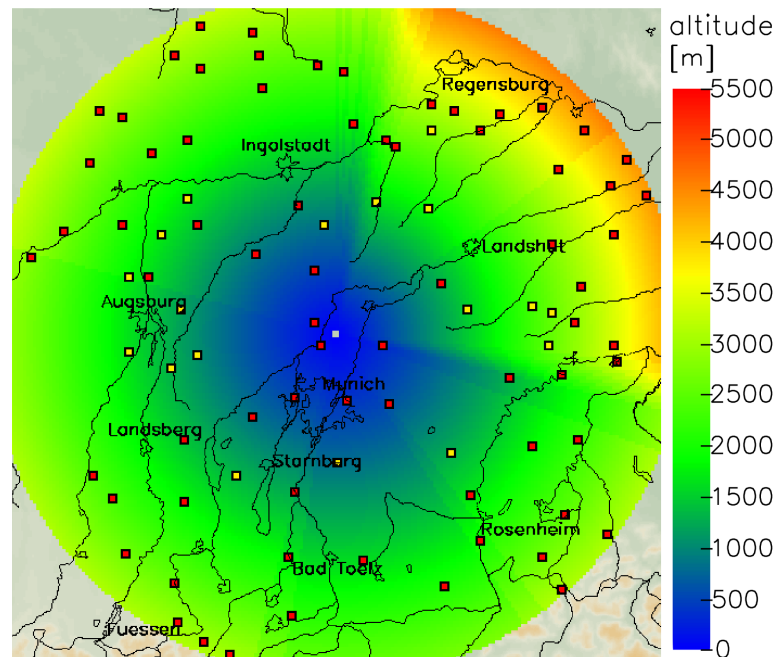 altitude
[m]
Regensburg
5500
5000
Ingolstadt
4500
4000
Landshut
3500
Augsburg
3000
Munich
2500
Landsberg
2000
Starnberg
1500
Rosenheim
1000
Bad Toelz
500
Fuessen
0